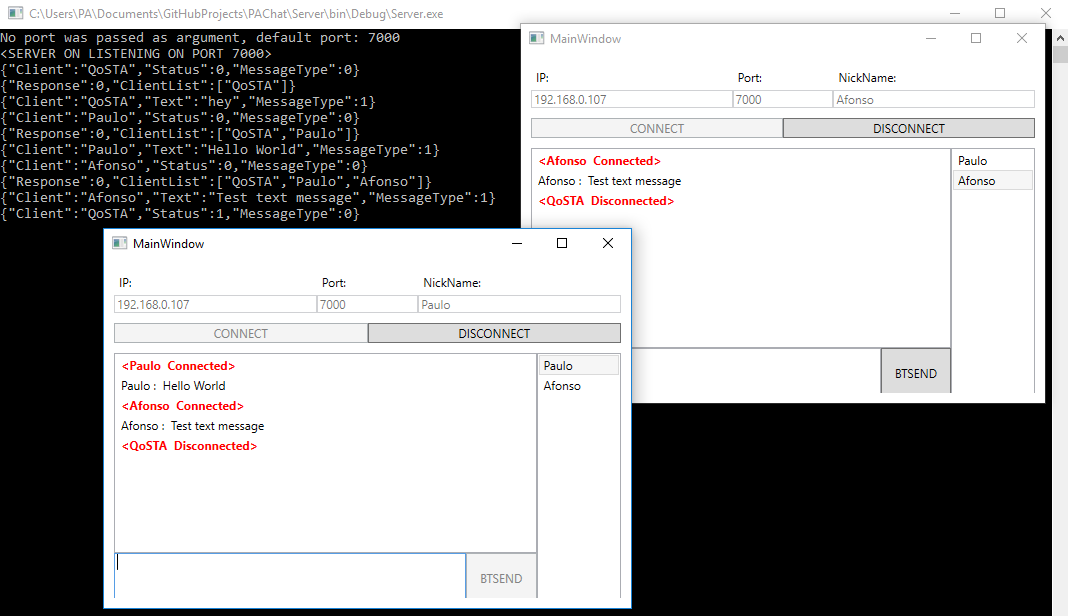 C:\Users\PA\Documents\GitHubProjects\PAChat\Server\bin\Debug\Server.exe
No port was passed as argument, default port: 7000
<SERVER ON LISTENING ON PORT 7000>
{"Client":"QoSTA","Status":0,"MessageType":0}
{"Response":0,"ClientList":["QoSTA"]}
{"Client":"QoSTA","Text":"hey","MessageType":1}
{"Client":"Paulo","Status":0,"MessageType":0}
{"Response":0,"ClientList":["QoSTA","Paulo"]}
{"Client":"Paulo","Text":"Hello World","MessageType":1}
{"Client":"Afonso","Status":0,"MessageType":0}
{"Response":0,"ClientList":["QoSTA","Paulo","Afonso"]}
{"Client":"Afonso","Text":"Test text message","MessageType":1}
{"Client":"QoSTA","Status":1,"MessageType":0}
MainWindow
IP: Port: NickName:
192.168.0.107 7000 Afonso
CONNECT DISCONNECT
<Afonso Connected> Paulo
Afonso : Test text message Afonso
<QoSTA Disconnected>
BTSEND
MainWindow
IP: Port: NickName:
192.168.0.107 7000 Paulo
CONNECT DISCONNECT
<Paulo Connected> Paulo
Paulo : Hello World Afonso
<Afonso Connected>
Afonso : Test text message
<QoSTA Disconnected>
BTSEND